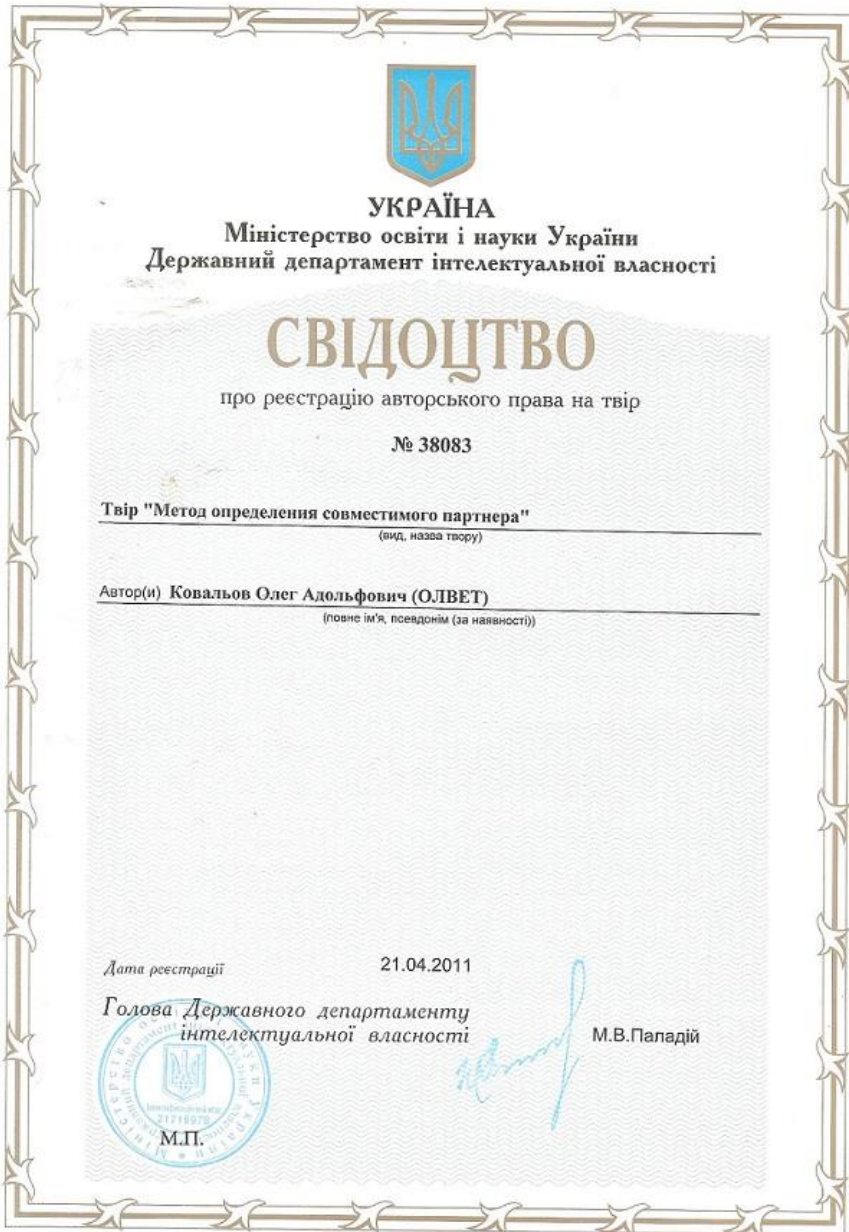 УКРАЇНА
Міністерство освіти і науки України
Державний департамент інтелектуальної власності
СВІДОЦТВО
про реєстрацію авторського права на твір
№ 38083
Твір "Метод определения совместимого партнера"
(вид, назва твору)
Автор(и) Ковальов Олег Адольфович (ОЛВЕТ)
(повне ім'я, псевдонім (за наявності))
Дата реєстрації 21.04.2011
Голова Державного департаменту
інтелектуальної власності М.В.Паладій
М.П.